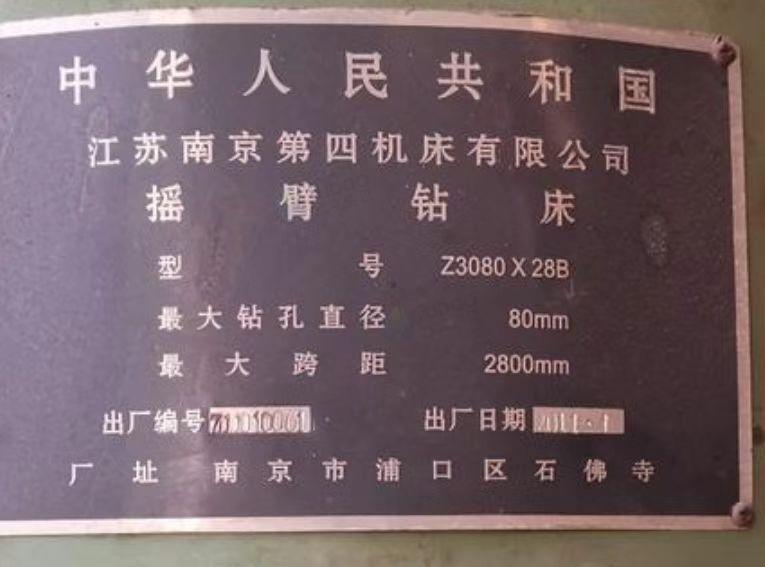 中华人民共和国
江苏南京第四机床有限公司
摇臂钻床
型号 Z3080X28B
最大钻孔直径 80mm
最大跨距 2800mm
出厂编号
出厂日期 2011.1
厂址 南京市浦口区石佛寺